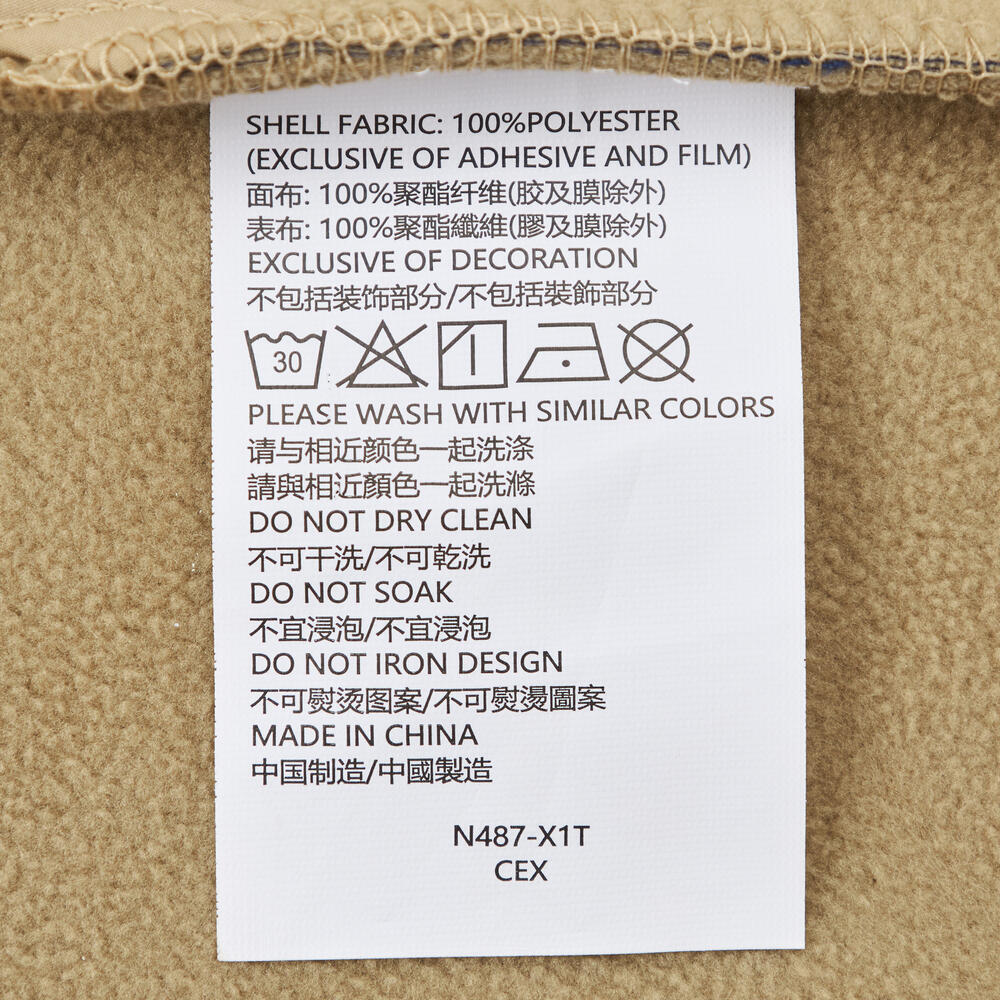 SHELL FABRIC: 100%POLYESTER
(EXCLUSIVE OF ADHESIVE AND FILM)
面布: 100%聚酯纤维(胶及膜除外)
表布: 100%聚酯纖維(膠及膜除外)
EXCLUSIVE OF DECORATION
不包括装饰部分/不包括裝飾部分
30
PLEASE WASH WITH SIMILAR COLORS
请与相近颜色一起洗涤
請與相近顏色一起洗滌
DO NOT DRY CLEAN
不可干洗/不可乾洗
DO NOT SOAK
不宜浸泡/不宜浸泡
DO NOT IRON DESIGN
不可熨烫图案/不可熨燙圖案
MADE IN CHINA
中国制造/中國製造
N487-X1T
CEX